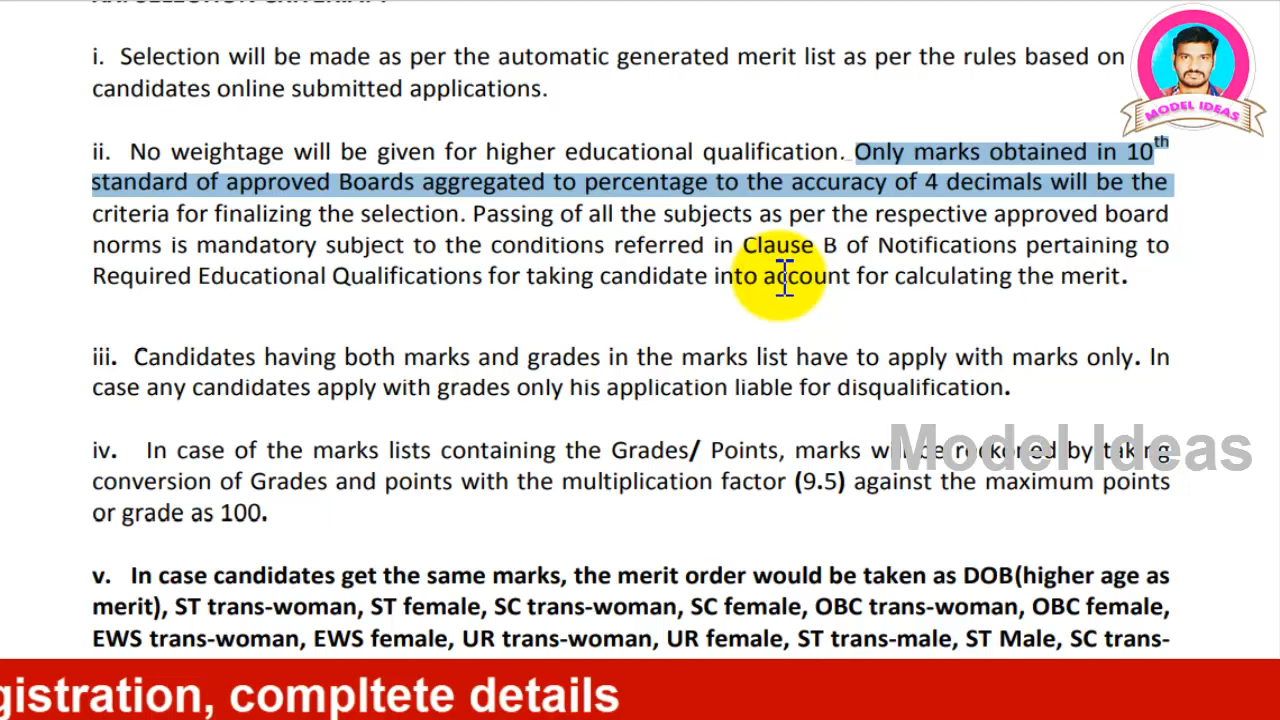 i. Selection will be made as per the automatic generated merit list as per the rules based on
candidates online submitted applications.
MODEL IDEAS
ii. No weightage will be given for higher educational qualification. Only marks obtained in 10th
standard of approved Boards aggregated to percentage to the accuracy of 4 decimals will be the
criteria for finalizing the selection. Passing of all the subjects as per the respective approved board
norms is mandatory subject to the conditions referred in Clause B of Notifications pertaining to
Required Educational Qualifications for taking candidate into account for calculating the merit.
iii. Candidates having both marks and grades in the marks list have to apply with marks only. In
case any candidates apply with grades only his application liable for disqualification.
iv. In case of the marks lists containing the Grades/ Points, marks will be reckoned by taking
Model Ideas
conversion of Grades and points with the multiplication factor (9.5) against the maximum points
or grade as 100.
v. In case candidates get the same marks, the merit order would be taken as DOB(higher age as
merit), ST trans-woman, ST female, SC trans-woman, SC female, OBC trans-woman, OBC female,
EWS trans-woman, EWS female, UR trans-woman, UR female, ST trans-male, ST Male, SC trans-
gistration, compltete details